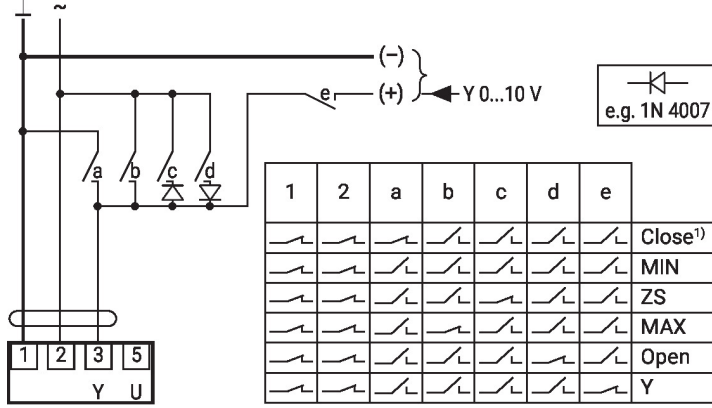 ~
(–)
e (+) Y 0...10 V
e.g. 1N 4007
a b c d
1 2 a b c d e
Close¹⁾
MIN
ZS
MAX
Open
Y
1 2 3 5
Y U